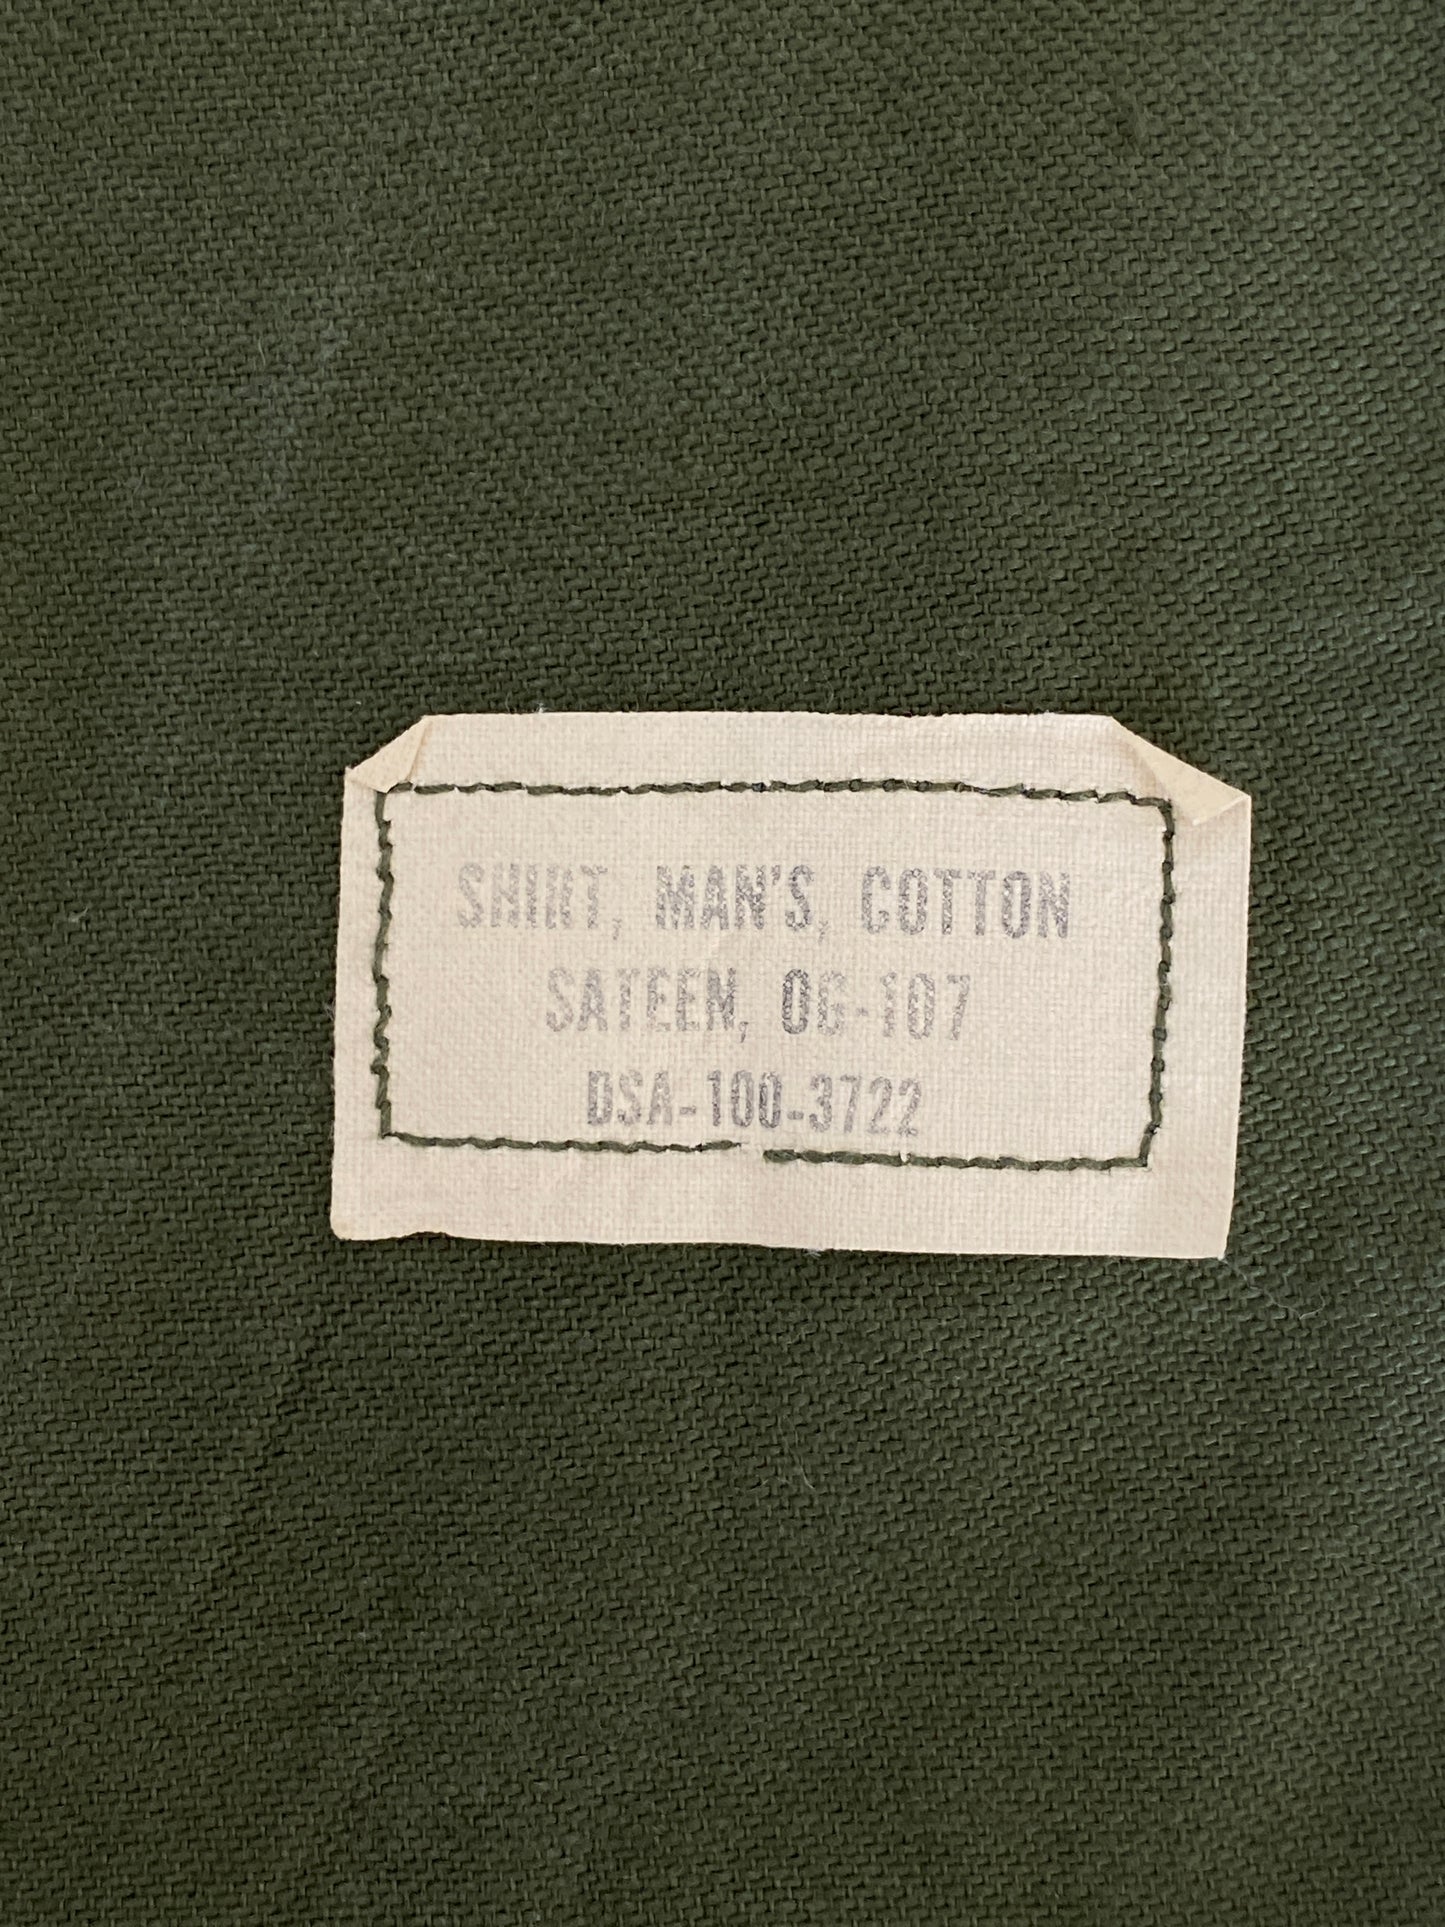 SHIRT, MAN'S, COTTON
SATEEN, OG-107
DSA-100-3722